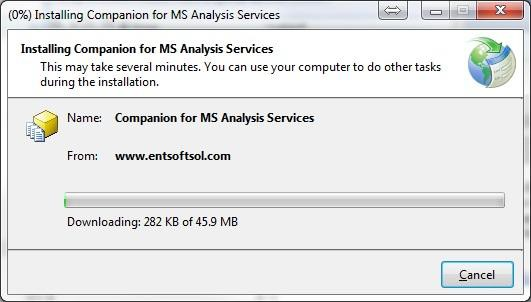 (0%) Installing Companion for MS Analysis Services
Installing Companion for MS Analysis Services
This may take several minutes. You can use your computer to do other tasks
during the installation.
Name: Companion for MS Analysis Services
From: www.entsoftsol.com
Downloading: 282 KB of 45.9 MB
Cancel